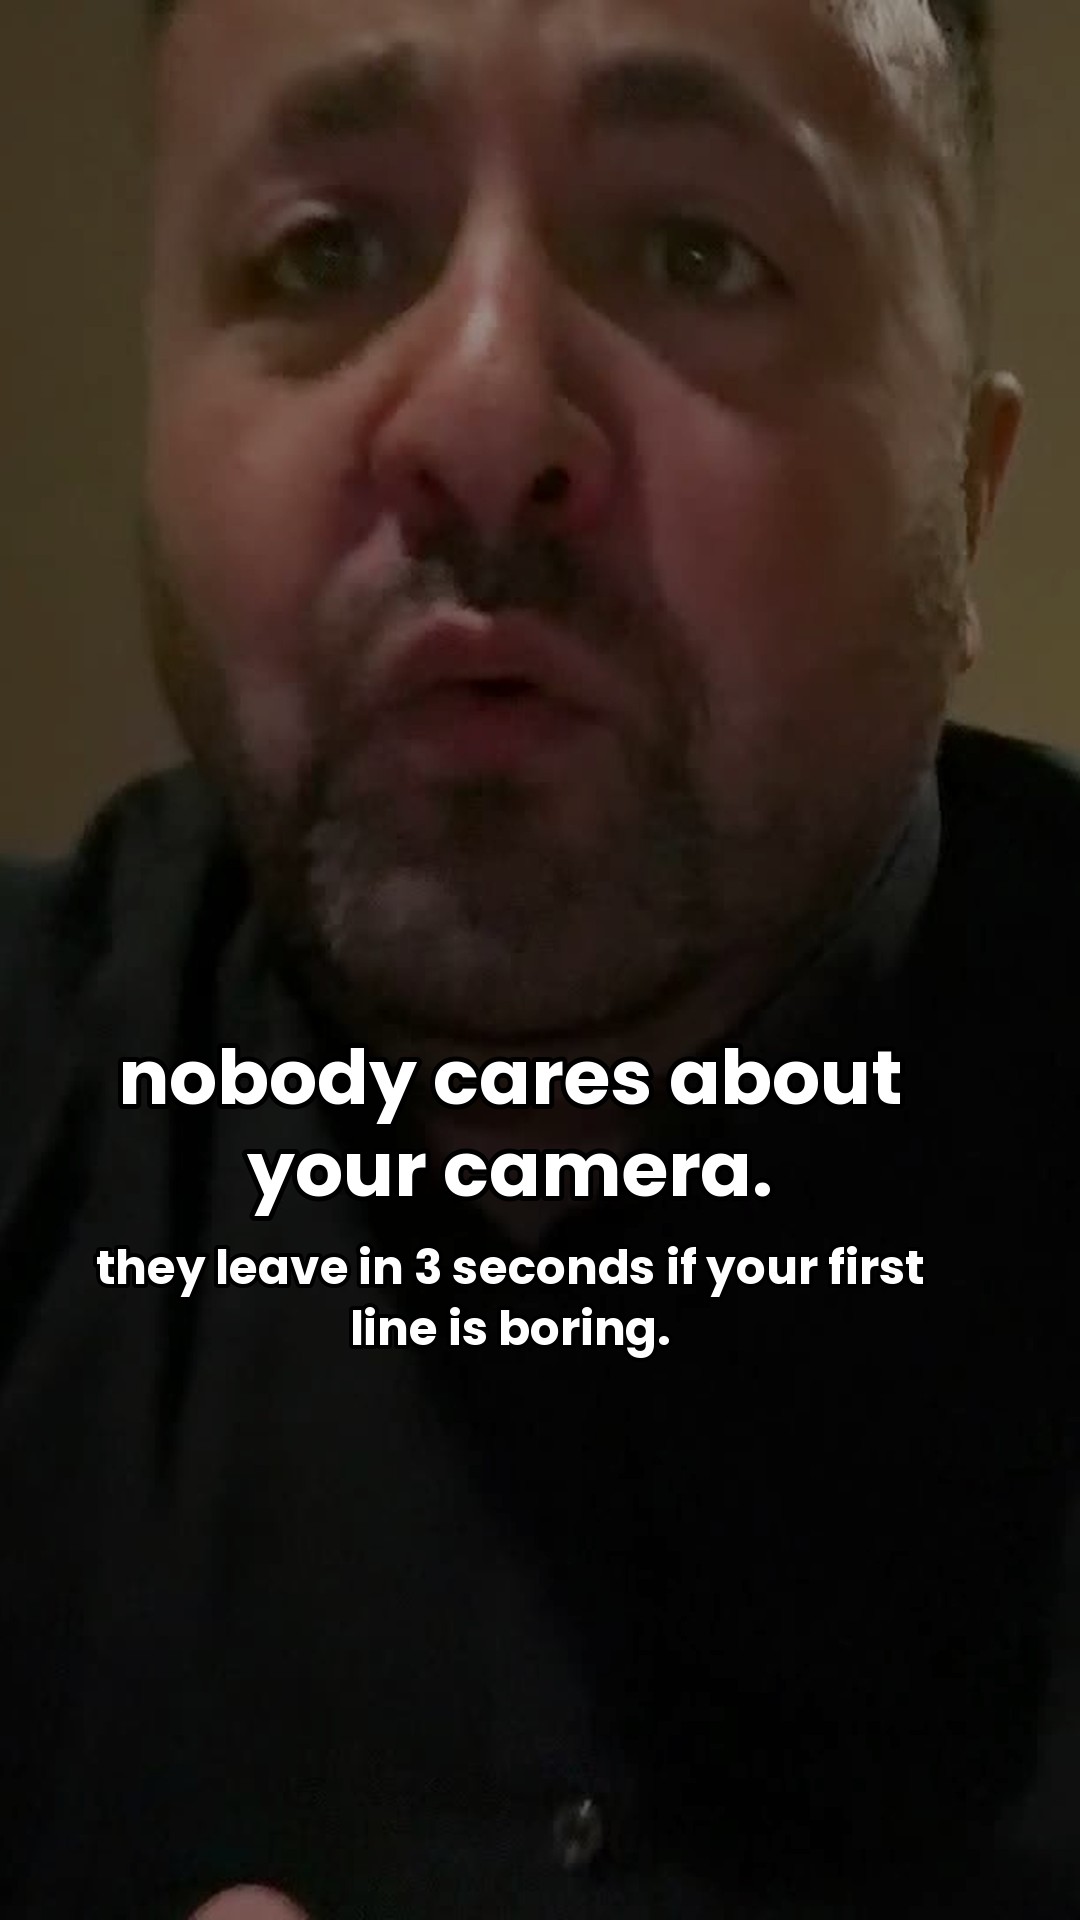 nobody cares about
your camera.
they leave in 3 seconds if your first
line is boring.